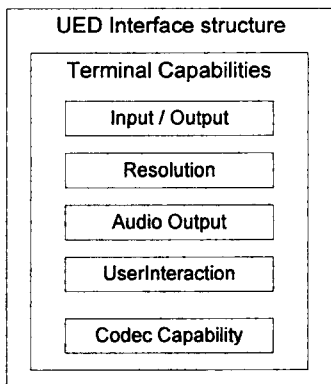 UED Interface structure
Terminal Capabilities
Input / Output
Resolution
Audio Output
UserInteraction
Codec Capability